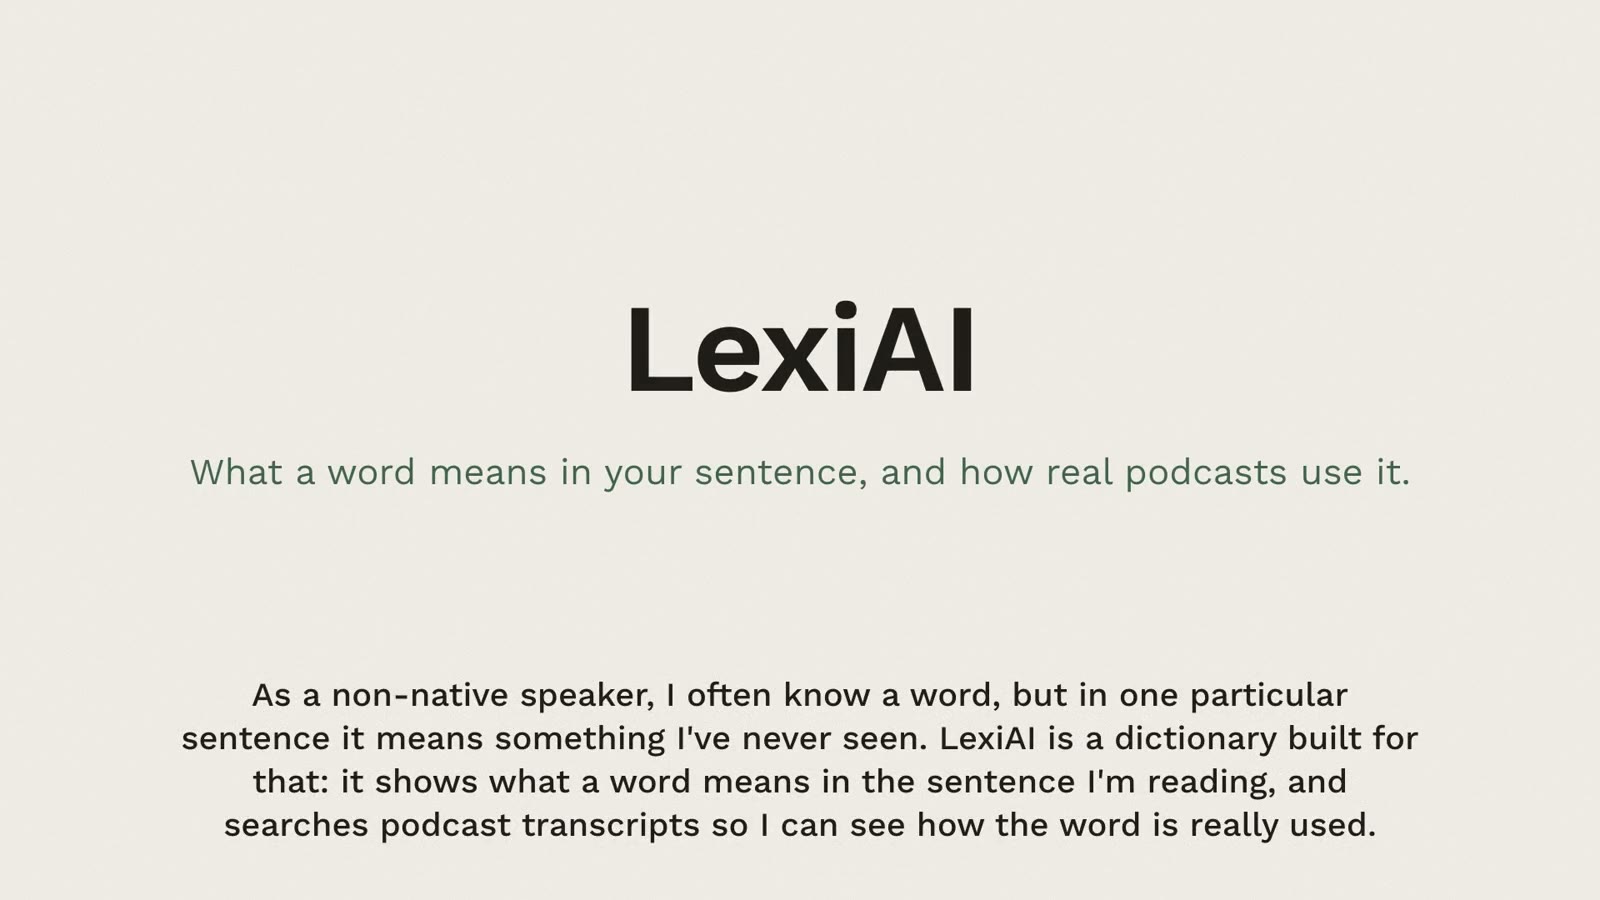 LexiAI
What a word means in your sentence, and how real podcasts use it.
As a non-native speaker, I often know a word, but in one particular
sentence it means something I've never seen. LexiAI is a dictionary built for
that: it shows what a word means in the sentence I'm reading, and
searches podcast transcripts so I can see how the word is really used.